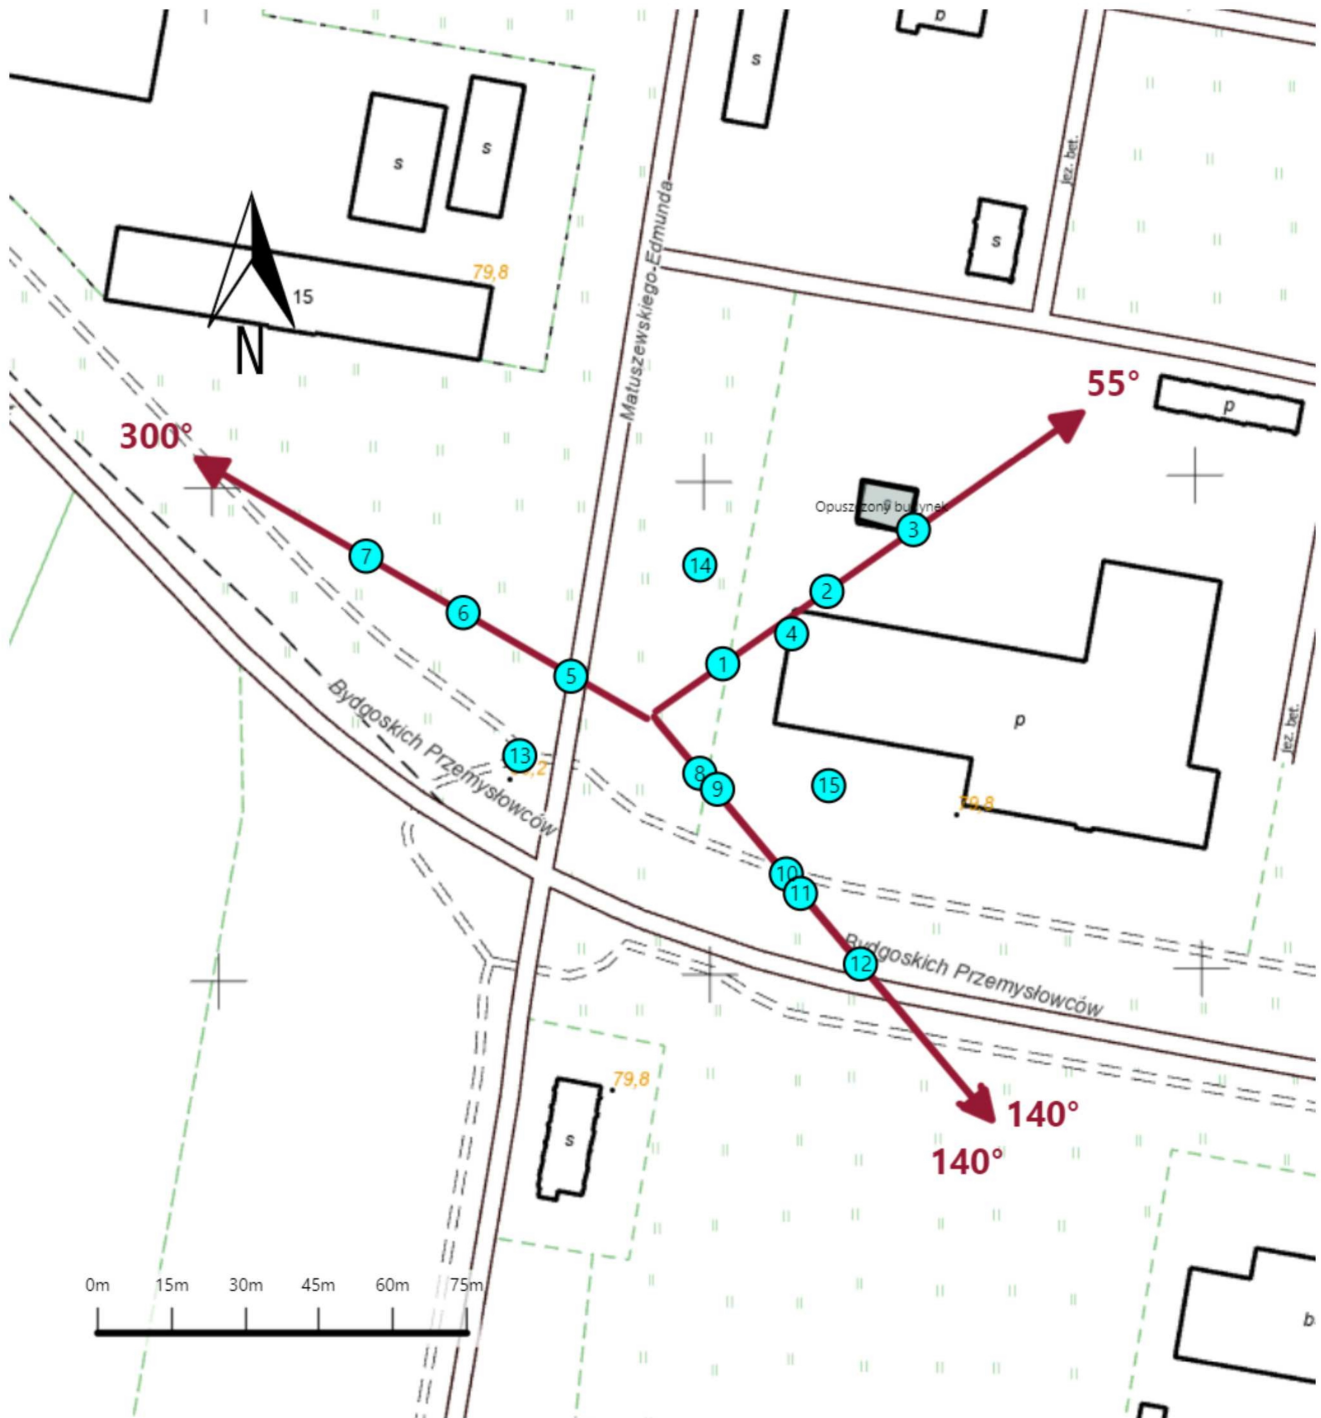 b
s
s
s
jez. bet.
Matuszewskiego-Edmunda
s
79,8
15
N
55°
p
300°
Opuszczony budynek
3
7
14
2
6
4
1
5
p
Bydgoskich Przemysłowców
jez. bet.
13
8
9
15
79,8
10
11
Bydgoskich Przemysłowców
12
79,8
140°
s
140°
0m 15m 30m 45m 60m 75m
b